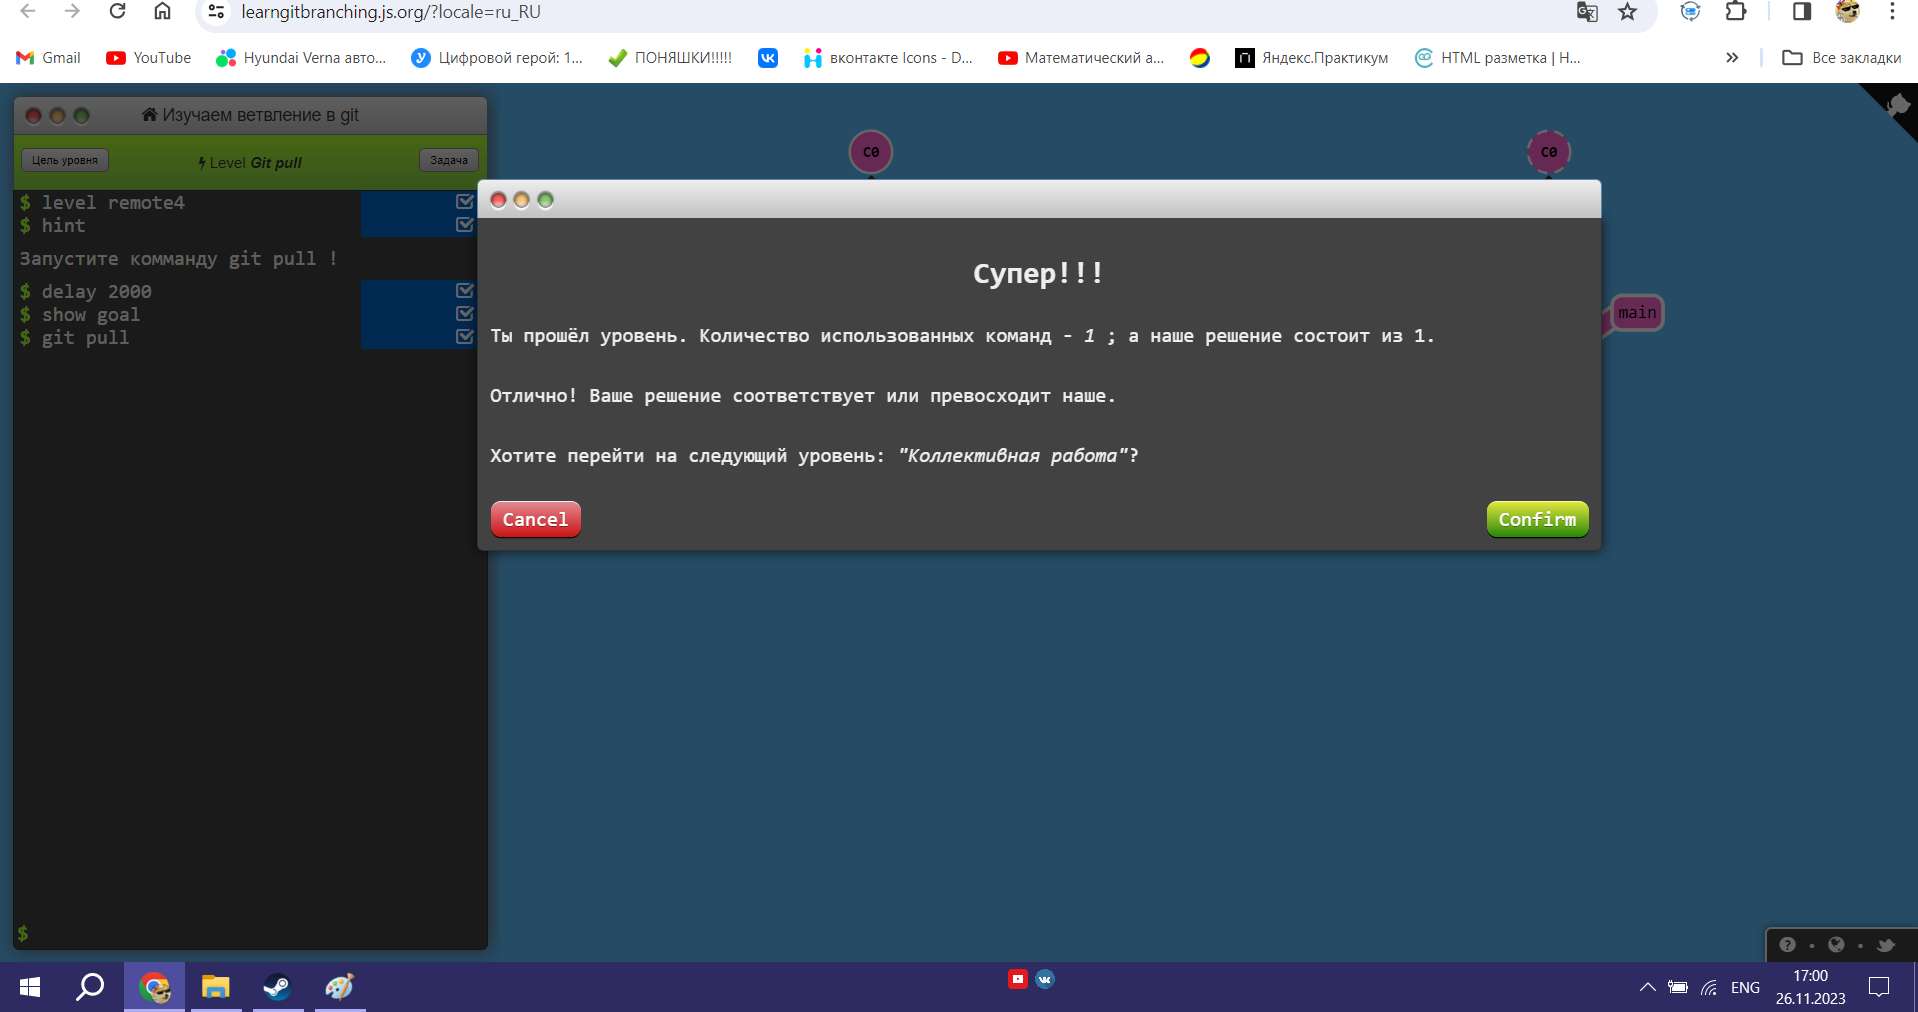 learngitbranching.js.org/?locale=ru_RU
Gmail
YouTube
Hyundai Verna авто...
Цифровой герой: 1...
ПОНЯШКИ!!!!!
вконтакте Icons - D...
Математический а...
Яндекс.Практикум
HTML разметка | Н...
»
Все закладки
Изучаем ветвление в git
Цель уровня
Level Git pull
Задача
$ level remote4
$ hint
Запустите комманду git pull !
$ delay 2000
$ show goal
$ git pull
$
C0
C0
main
Супер!!!
Ты прошёл уровень. Количество использованных команд - 1 ; а наше решение состоит из 1.
Отлично! Ваше решение соответствует или превосходит наше.
Хотите перейти на следующий уровень: "Коллективная работа"?
Cancel
Confirm
ENG
17:00
26.11.2023